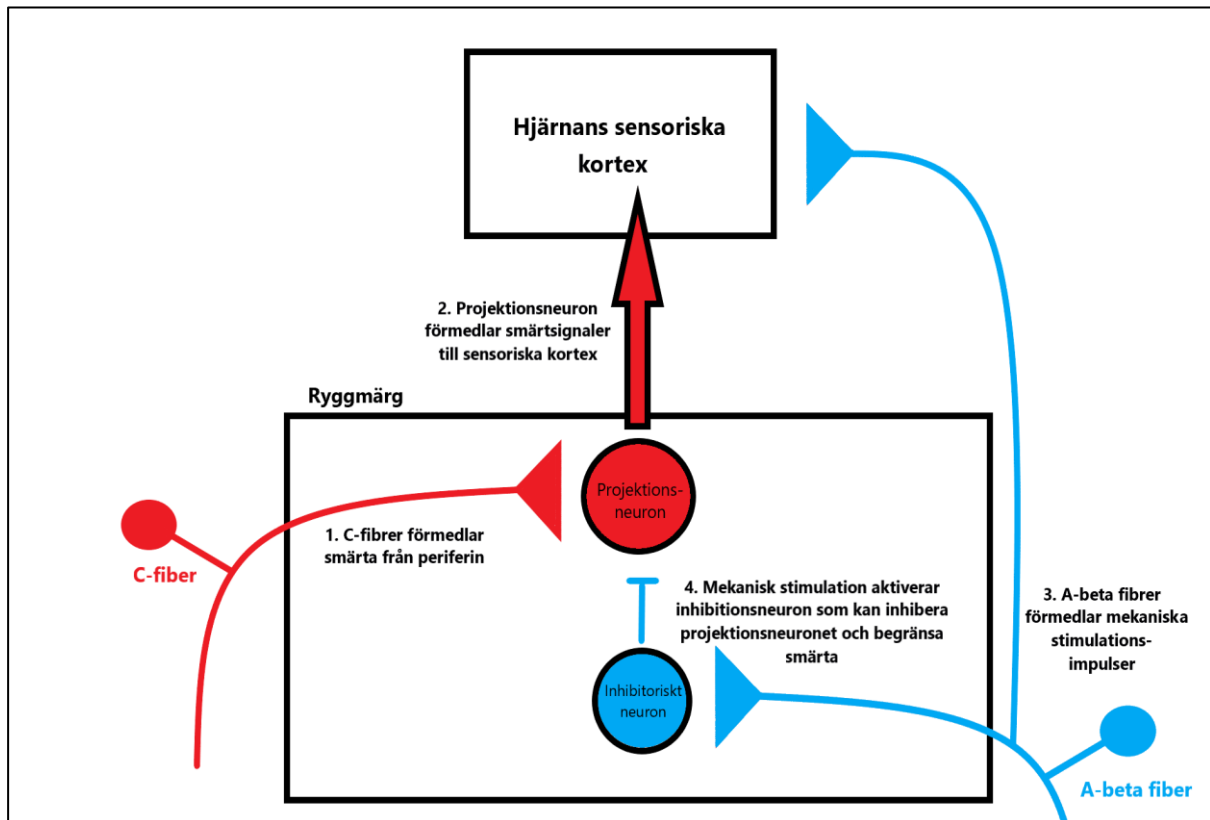 Hjärnans sensoriska
kortex
2. Projektionsneuron
förmedlar smärtsignaler
till sensoriska kortex
Ryggmärg
Projektions-
neuron
1. C-fibrer förmedlar
smärta från periferin
C-fiber
4. Mekanisk stimulation aktiverar
inhibitionsneuron som kan inhibera
projektionsneuronet och begränsa
smärta
3. A-beta fibrer
förmedlar mekaniska
stimulations-
impulser
Inhibitoriskt
neuron
A-beta fiber